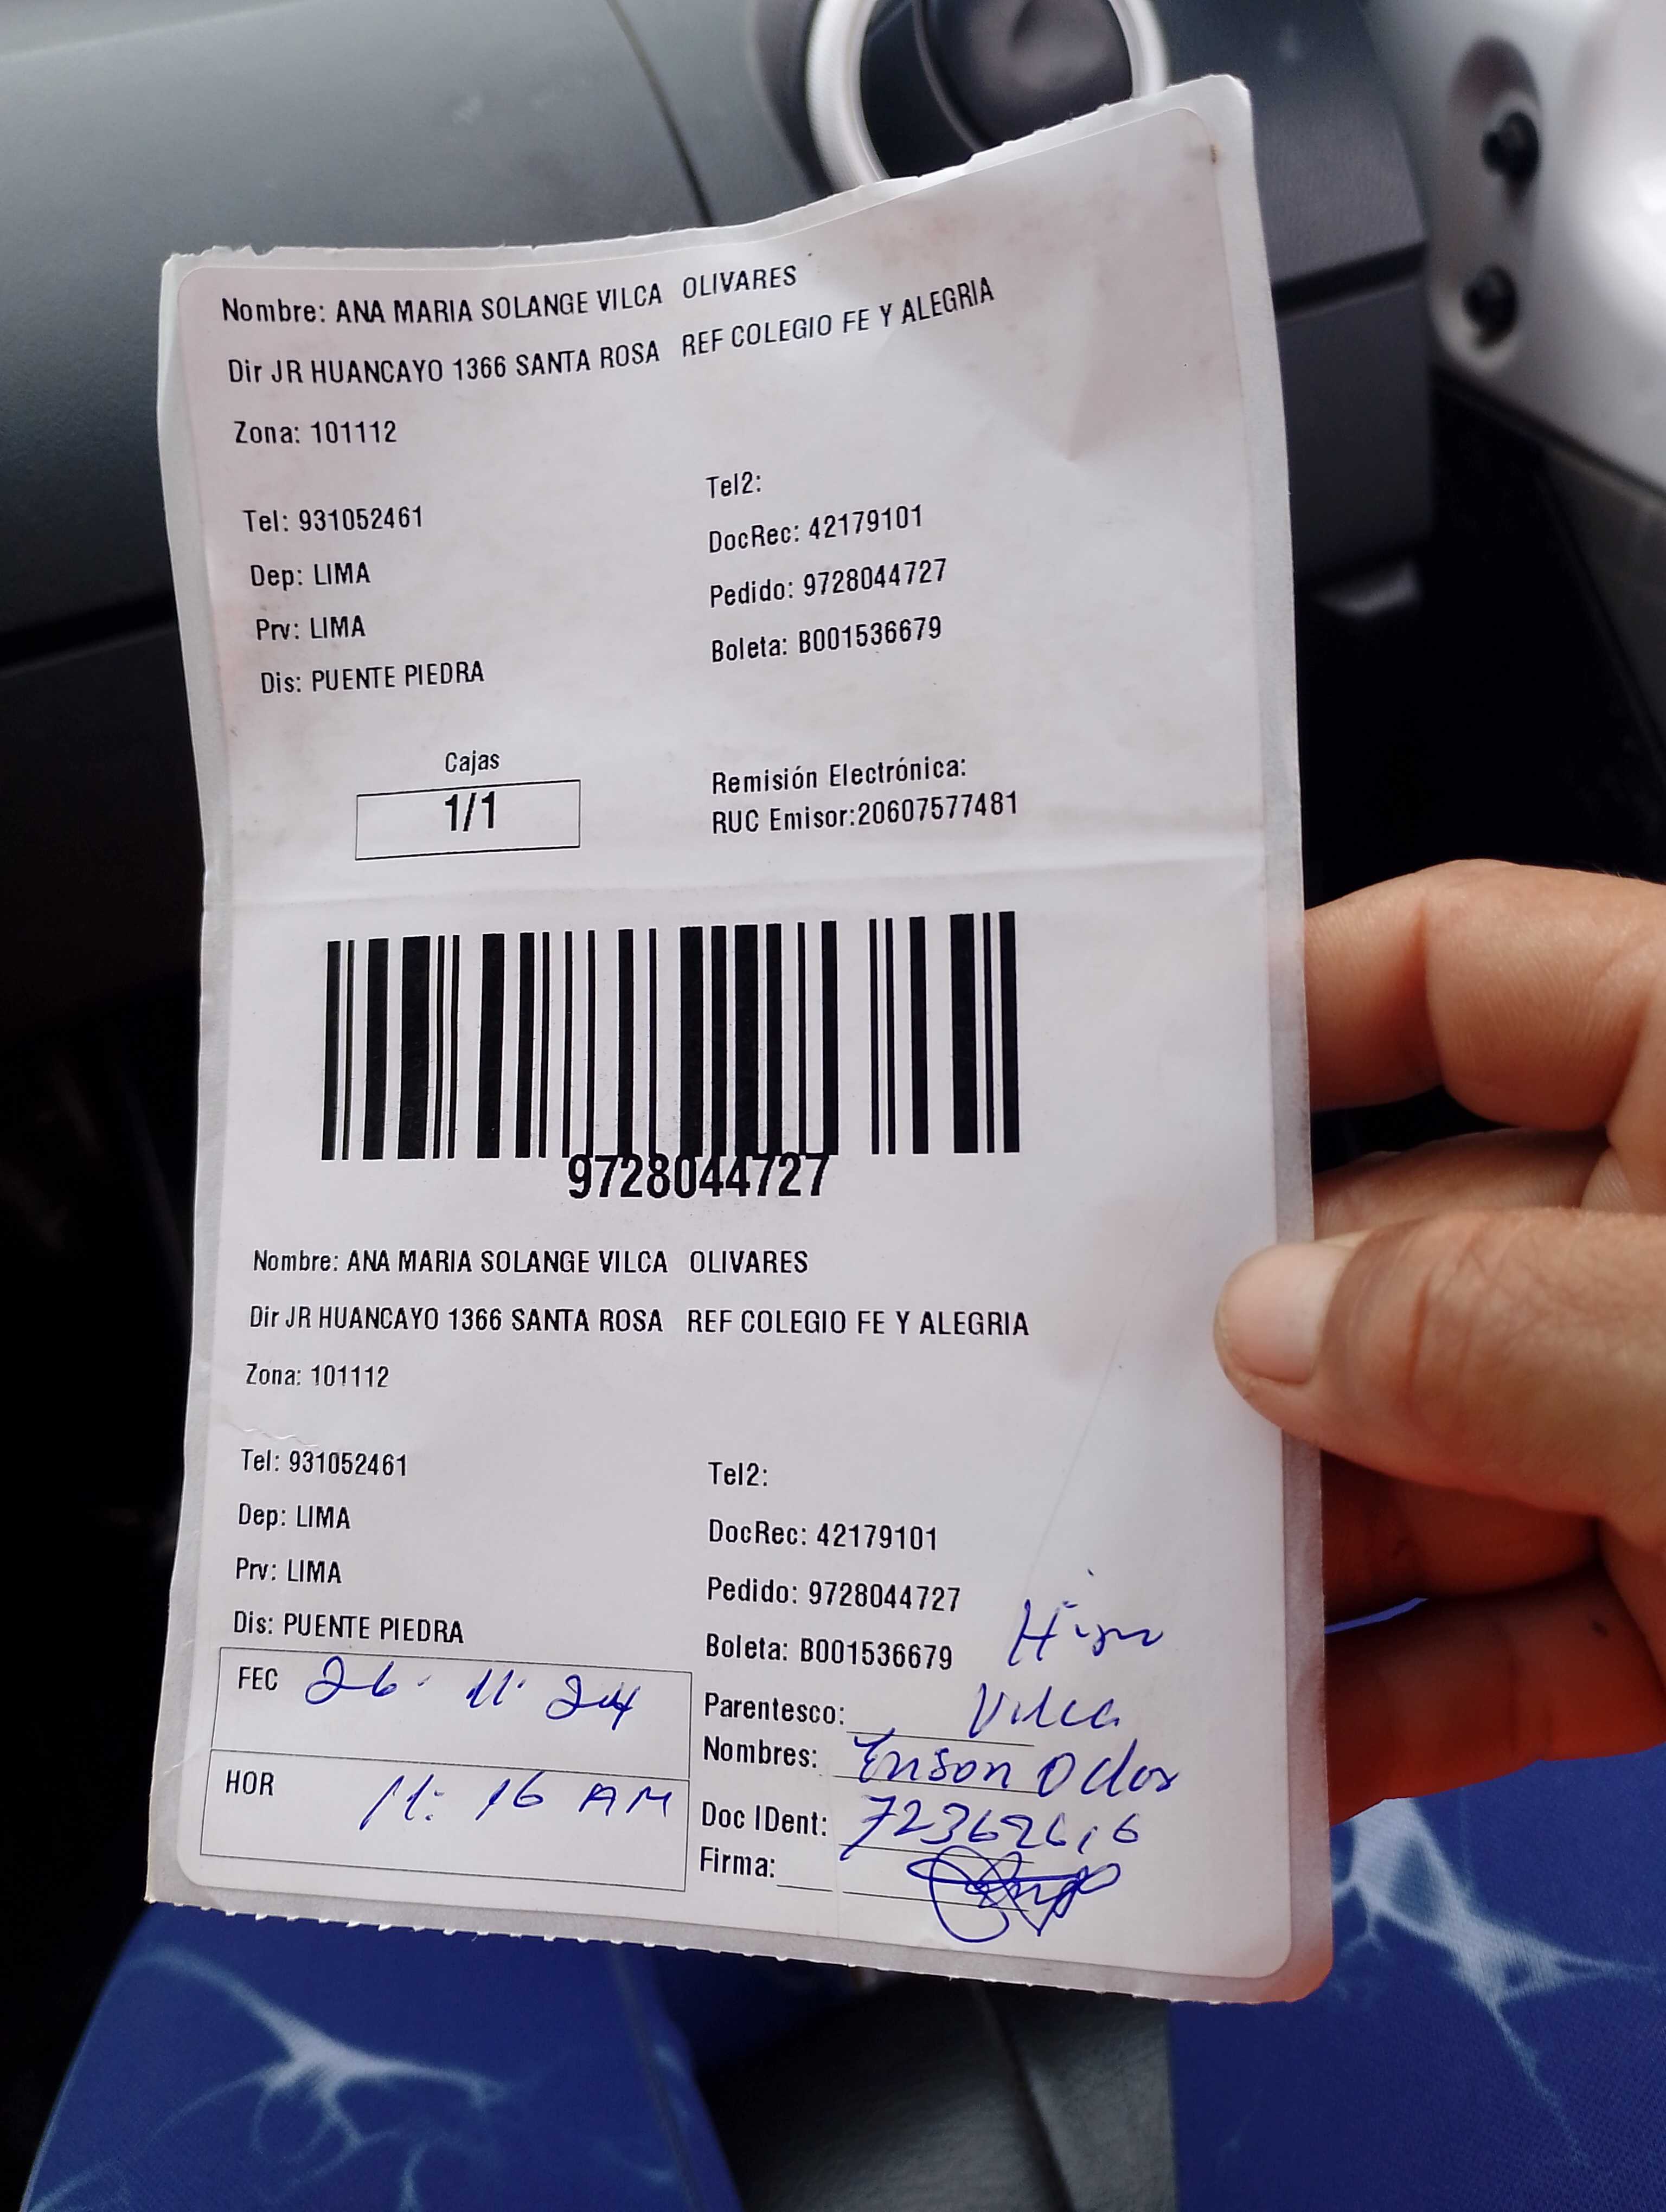 Nombre: ANA MARIA SOLANGE VILCA OLIVARES
Dir JR HUANCAYO 1366 SANTA ROSA REF COLEGIO FE Y ALEGRIA
Zona: 101112
Tel: 931052461
Tel2:
DocRec: 42179101
Dep: LIMA
Pedido: 9728044727
Prv: LIMA
Boleta: B001536679
Dis: PUENTE PIEDRA
Cajas
1/1
Remisión Electrónica:
RUC Emisor:20607577481
9728044727
Nombre: ANA MARIA SOLANGE VILCA OLIVARES
Dir JR HUANCAYO 1366 SANTA ROSA REF COLEGIO FE Y ALEGRIA
Zona: 101112
Tel: 931052461
Tel2:
Dep: LIMA
DocRec: 42179101
Prv: LIMA
Pedido: 9728044727
Dis: PUENTE PIEDRA
Boleta: B001536679
FEC 26. 11. 24
Parentesco: Vilca
Nombres:
HOR 11:16 AM
Doc IDent:
Firma: